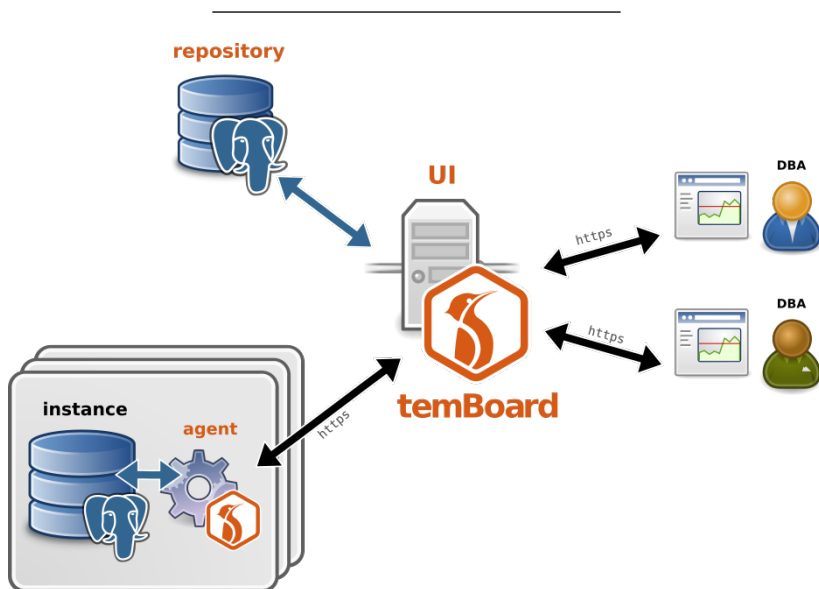 repository
UI
DBA
https
DBA
https
temBoard
https
instance
agent